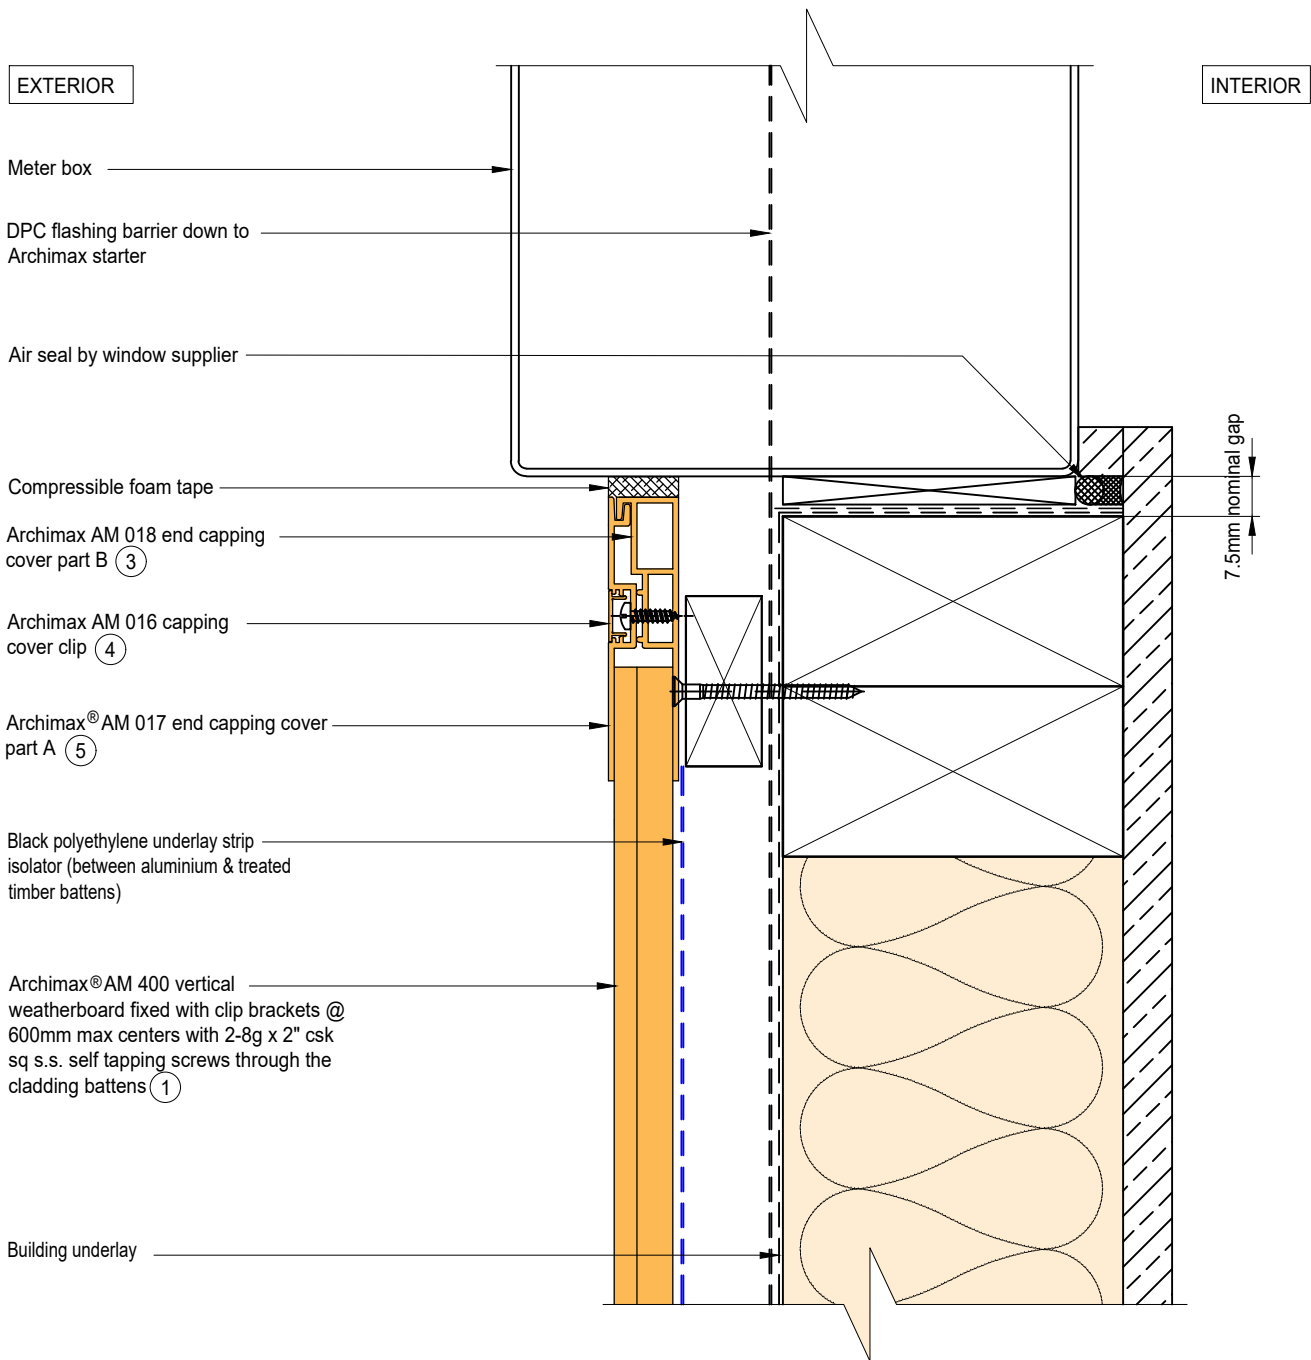 EXTERIOR
INTERIOR
Meter box
DPC flashing barrier down to
Archimax starter
Air seal by window supplier
7.5mm nominal gap
Compressible foam tape
Archimax AM 018 end capping
cover part B 3
Archimax AM 016 capping
cover clip 4
Archimax® AM 017 end capping cover
part A 5
Black polyethylene underlay strip
isolator (between aluminium & treated
timber battens)
Archimax® AM 400 vertical
weatherboard fixed with clip brackets @
600mm max centers with 2-8g x 2" csk
sq s.s. self tapping screws through the
cladding battens 1
Building underlay